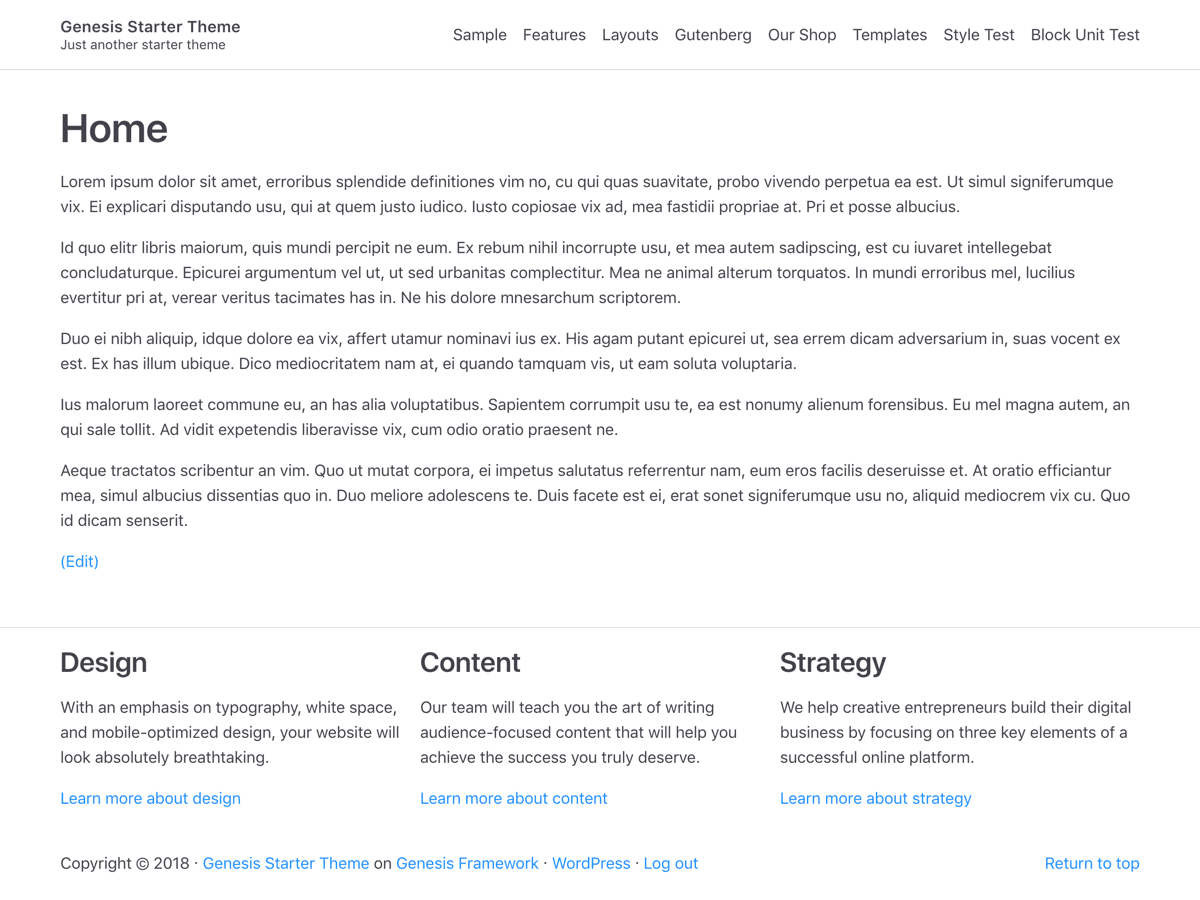 Genesis Starter Theme
Just another starter theme
Sample Features Layouts Gutenberg Our Shop Templates Style Test Block Unit Test
Home
Lorem ipsum dolor sit amet, erroribus splendide definitiones vim no, cu qui quas suavitate, probo vivendo perpetua ea est. Ut simul signiferumque
vix. Ei explicari disputando usu, qui at quem justo iudico. Iusto copiosae vix ad, mea fastidii propriae at. Pri et posse albucius.
Id quo elitr libris maiorum, quis mundi percipit ne eum. Ex rebum nihil incorrupte usu, et mea autem sadipscing, est cu iuvaret intellegebat
concludaturque. Epicurei argumentum vel ut, ut sed urbanitas complectitur. Mea ne animal alterum torquatos. In mundi erroribus mel, lucilius
evertitur pri at, verear veritus tacimates has in. Ne his dolore mnesarchum scriptorem.
Duo ei nibh aliquip, idque dolore ea vix, affert utamur nominavi ius ex. His agam putant epicurei ut, sea errem dicam adversarium in, suas vocent ex
est. Ex has illum ubique. Dico mediocritatem nam at, ei quando tamquam vis, ut eam soluta voluptaria.
Ius malorum laoreet commune eu, an has alia voluptatibus. Sapientem corrumpit usu te, ea est nonumy alienum forensibus. Eu mel magna autem, an
qui sale tollit. Ad vidit expetendis liberavisse vix, cum odio oratio praesent ne.
Aeque tractatos scribentur an vim. Quo ut mutat corpora, ei impetus salutatus referrentur nam, eum eros facilis deseruisse et. At oratio efficiantur
mea, simul albucius dissentias quo in. Duo meliore adolescens te. Duis facete est ei, erat sonet signiferumque usu no, aliquid mediocrem vix cu. Quo
id dicam senserit.
(Edit)
Design
With an emphasis on typography, white space,
and mobile-optimized design, your website will
look absolutely breathtaking.
Learn more about design
Content
Our team will teach you the art of writing
audience-focused content that will help you
achieve the success you truly deserve.
Learn more about content
Strategy
We help creative entrepreneurs build their digital
business by focusing on three key elements of a
successful online platform.
Learn more about strategy
Copyright © 2018 · Genesis Starter Theme on Genesis Framework · WordPress · Log out
Return to top